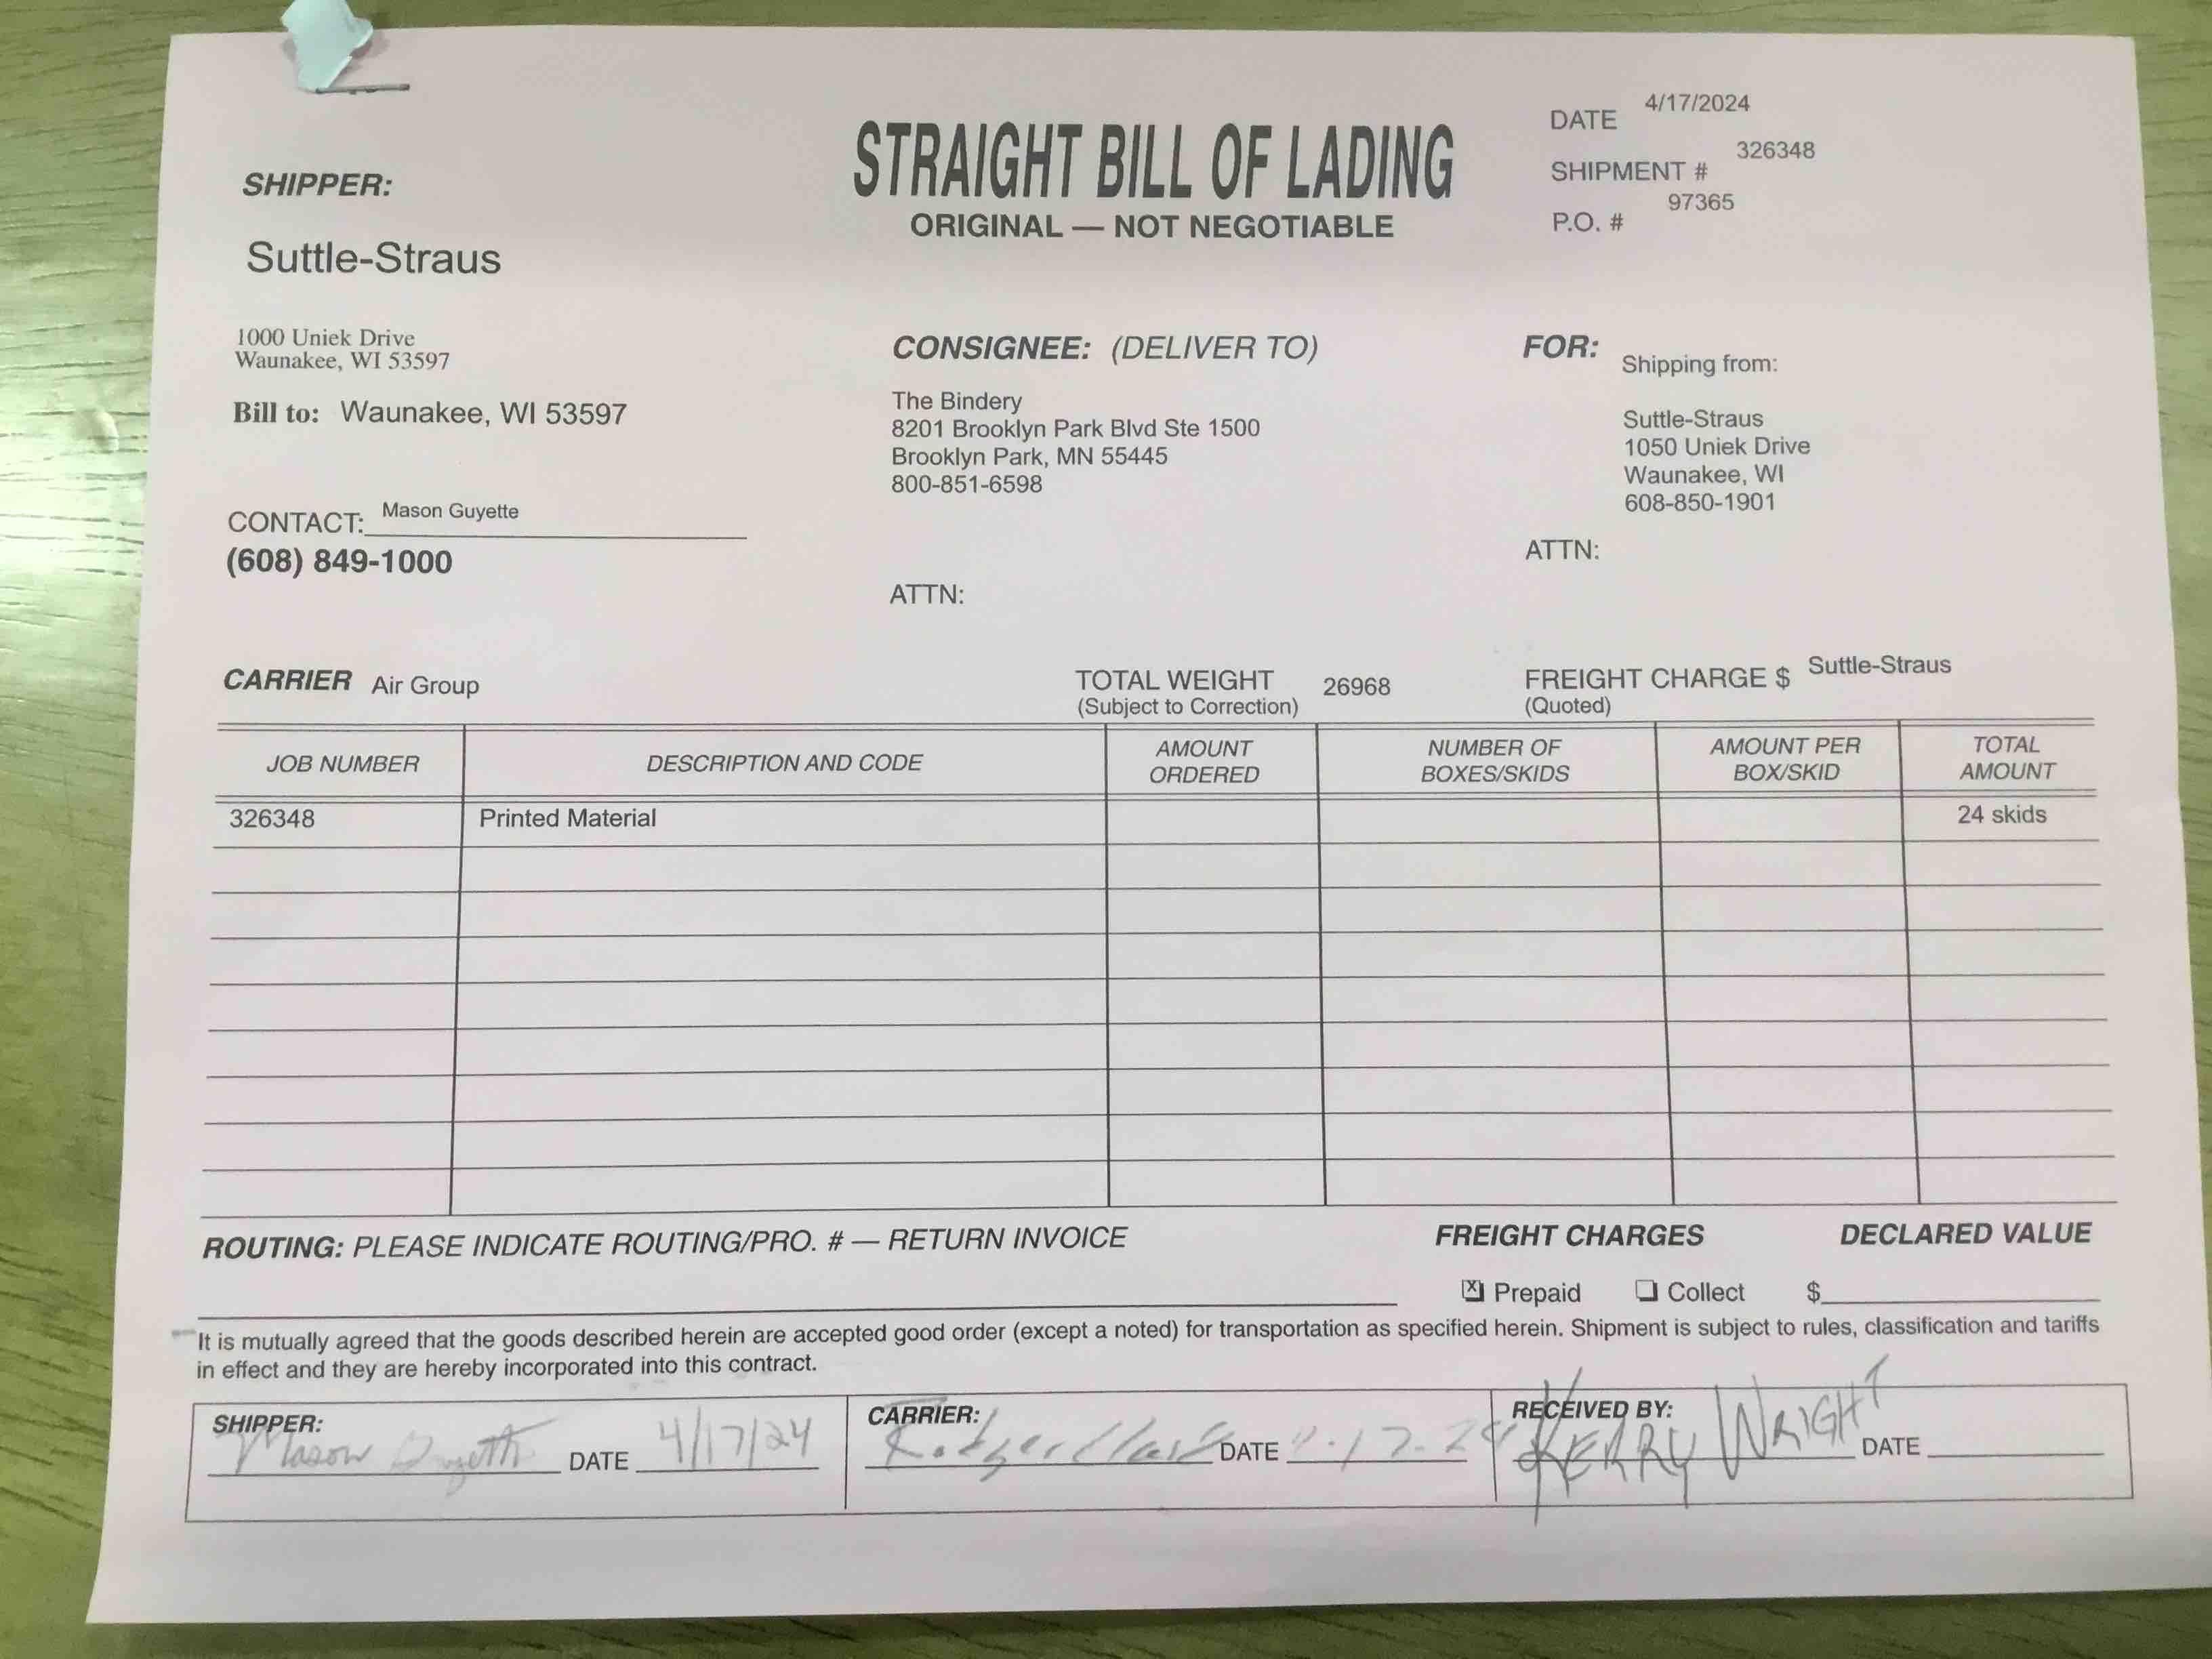 STRAIGHT BILL OF LADING
ORIGINAL — NOT NEGOTIABLE
DATE 4/17/2024
SHIPMENT # 326348
P.O. # 97365
SHIPPER:
Suttle-Straus
1000 Uniek Drive
Waunakee, WI 53597
Bill to: Waunakee, WI 53597
CONTACT: Mason Guyette
(608) 849-1000
CONSIGNEE: (DELIVER TO)
The Bindery
8201 Brooklyn Park Blvd Ste 1500
Brooklyn Park, MN 55445
800-851-6598
ATTN:
FOR: Shipping from:
Suttle-Straus
1050 Uniek Drive
Waunakee, WI
608-850-1901
ATTN:
CARRIER Air Group
TOTAL WEIGHT 26968
(Subject to Correction)
FREIGHT CHARGE $ Suttle-Straus
(Quoted)
JOB NUMBER DESCRIPTION AND CODE AMOUNT ORDERED NUMBER OF BOXES/SKIDS AMOUNT PER BOX/SKID TOTAL AMOUNT
326348 Printed Material 24 skids
ROUTING: PLEASE INDICATE ROUTING/PRO. # — RETURN INVOICE
FREIGHT CHARGES DECLARED VALUE
☒ Prepaid ☐ Collect $
It is mutually agreed that the goods described herein are accepted good order (except a noted) for transportation as specified herein. Shipment is subject to rules, classification and tariffs
in effect and they are hereby incorporated into this contract.
SHIPPER: Mason Guyette DATE 4/17/24
CARRIER: DATE
RECEIVED BY: KERRY WRIGHT DATE